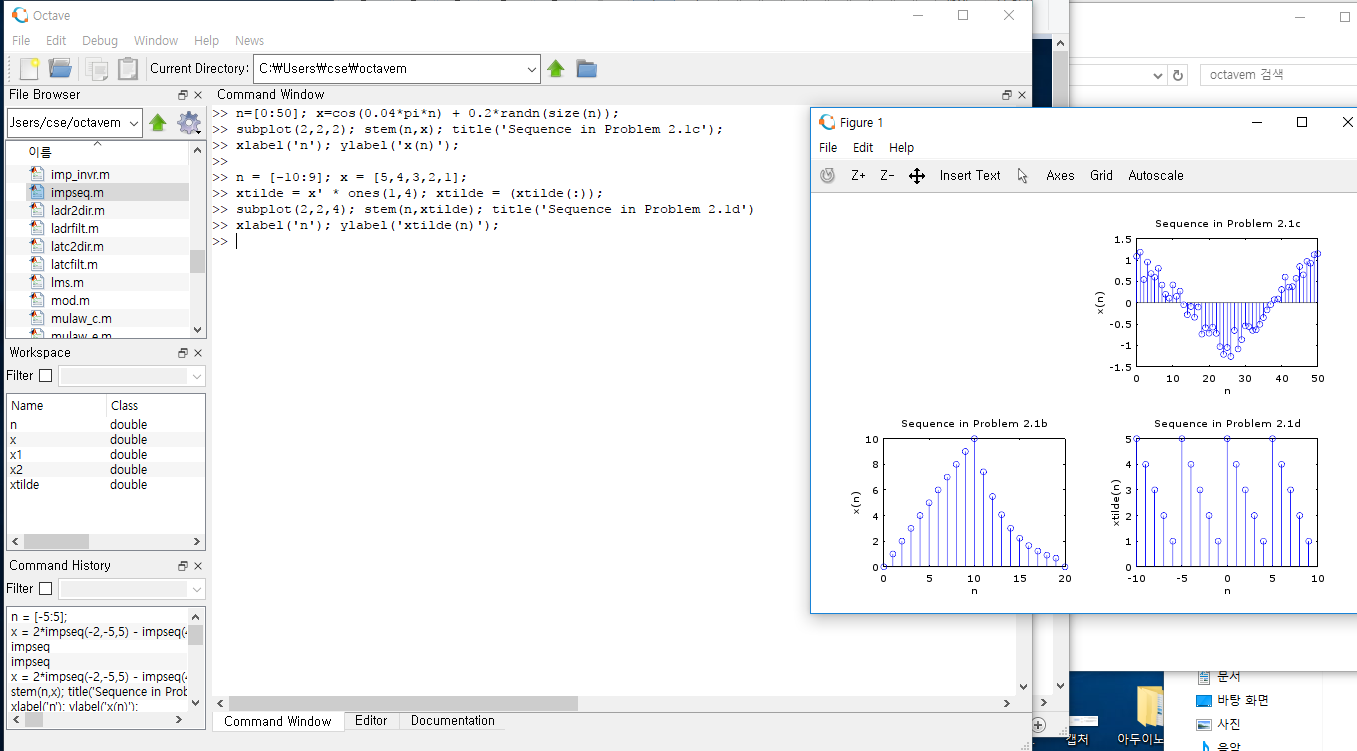 Octave
File Edit Debug Window Help News
Current Directory: C:₩Users₩cse₩octavem
File Browser
Jsers/cse/octavem
이름
imp_invr.m
impseq.m
ladr2dir.m
ladrfilt.m
latc2dir.m
latcfilt.m
lms.m
mod.m
mulaw_c.m
mulaw_e.m
Workspace
Filter
Name Class
n double
x double
x1 double
x2 double
xtilde double
Command History
Filter
n = [-5:5];
x = 2*impseq(-2,-5,5) - impseq(4
impseq
impseq
x = 2*impseq(-2,-5,5) - impseq(4
stem(n,x); title('Sequence in Prob
xlabel('n'); ylabel('x(n)');
Command Window
>> n=[0:50]; x=cos(0.04*pi*n) + 0.2*randn(size(n));
>> subplot(2,2,2); stem(n,x); title('Sequence in Problem 2.1c');
>> xlabel('n'); ylabel('x(n)');
>>
>> n = [-10:9]; x = [5,4,3,2,1];
>> xtilde = x' * ones(1,4); xtilde = (xtilde(:));
>> subplot(2,2,4); stem(n,xtilde); title('Sequence in Problem 2.1d')
>> xlabel('n'); ylabel('xtilde(n)');
>>
Command Window Editor Documentation
octavem 검색
Figure 1
File Edit Help
Z+ Z- Insert Text Axes Grid Autoscale
Sequence in Problem 2.1c
1.5
1
0.5
0
-0.5
-1
-1.5
x(n)
0 10 20 30 40 50
n
Sequence in Problem 2.1b
10
8
6
4
2
0
x(n)
0 5 10 15 20
n
Sequence in Problem 2.1d
5
4
3
2
1
0
xtilde(n)
-10 -5 0 5 10
n
문서
바탕 화면
사진
음악
캡처
아두이노